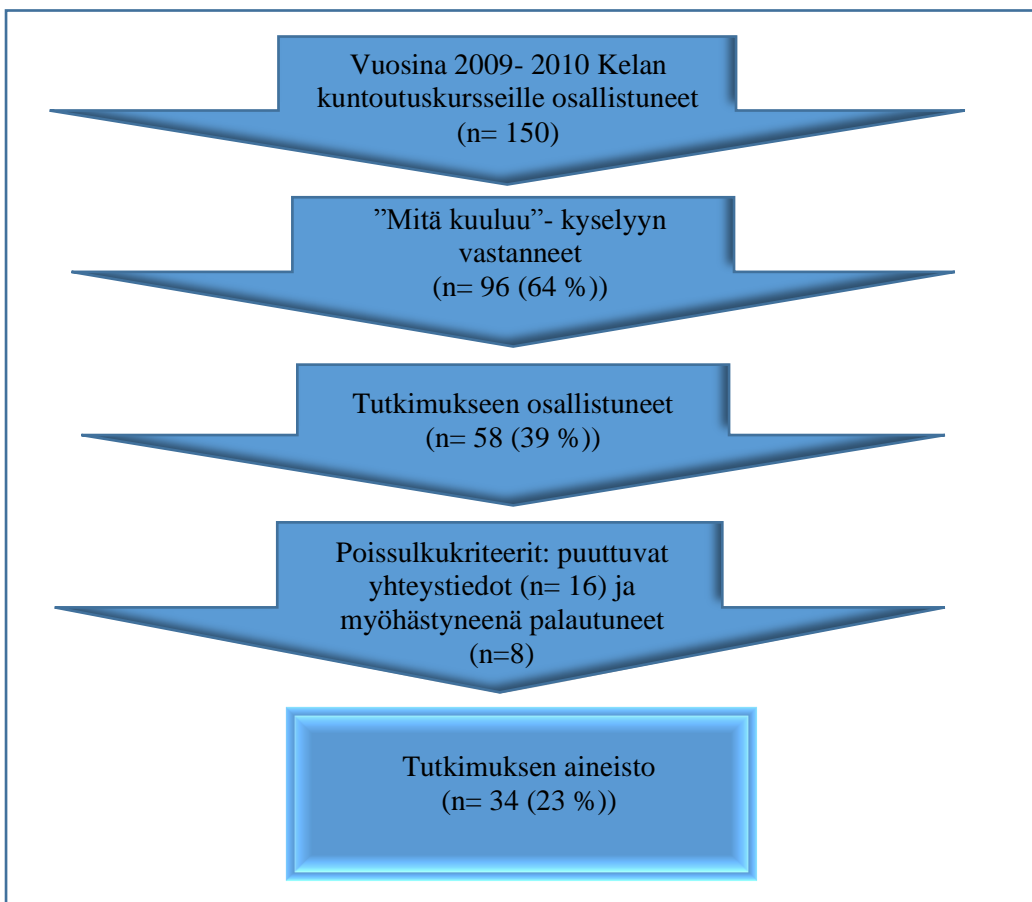 Vuosina 2009- 2010 Kelan
kuntoutuskursseille osallistuneet
(n= 150)
”Mitä kuuluu”- kyselyyn
vastanneet
(n= 96 (64 %))
Tutkimukseen osallistuneet
(n= 58 (39 %))
Poissulkukriteerit: puuttuvat
yhteystiedot (n= 16) ja
myöhästyneenä palautuneet
(n=8)
Tutkimuksen aineisto
(n= 34 (23 %))